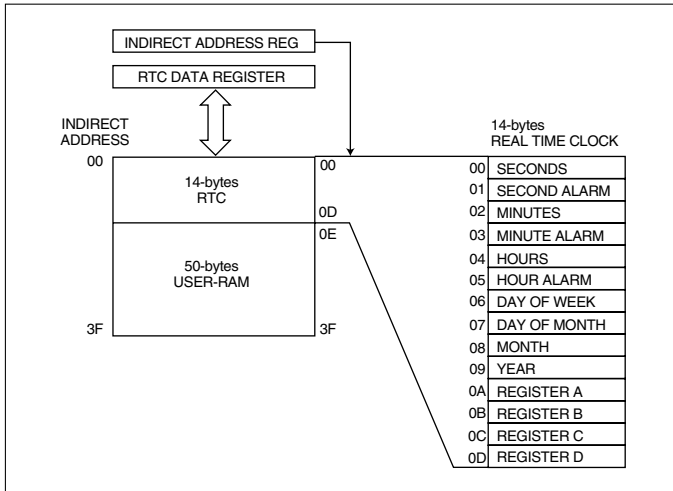 INDIRECT ADDRESS REG
RTC DATA REGISTER
INDIRECT
ADDRESS
00
14-bytes
RTC
00
0D
0E
50-bytes
USER-RAM
3F
3F
14-bytes
REAL TIME CLOCK
00 SECONDS
01 SECOND ALARM
02 MINUTES
03 MINUTE ALARM
04 HOURS
05 HOUR ALARM
06 DAY OF WEEK
07 DAY OF MONTH
08 MONTH
09 YEAR
0A REGISTER A
0B REGISTER B
0C REGISTER C
0D REGISTER D